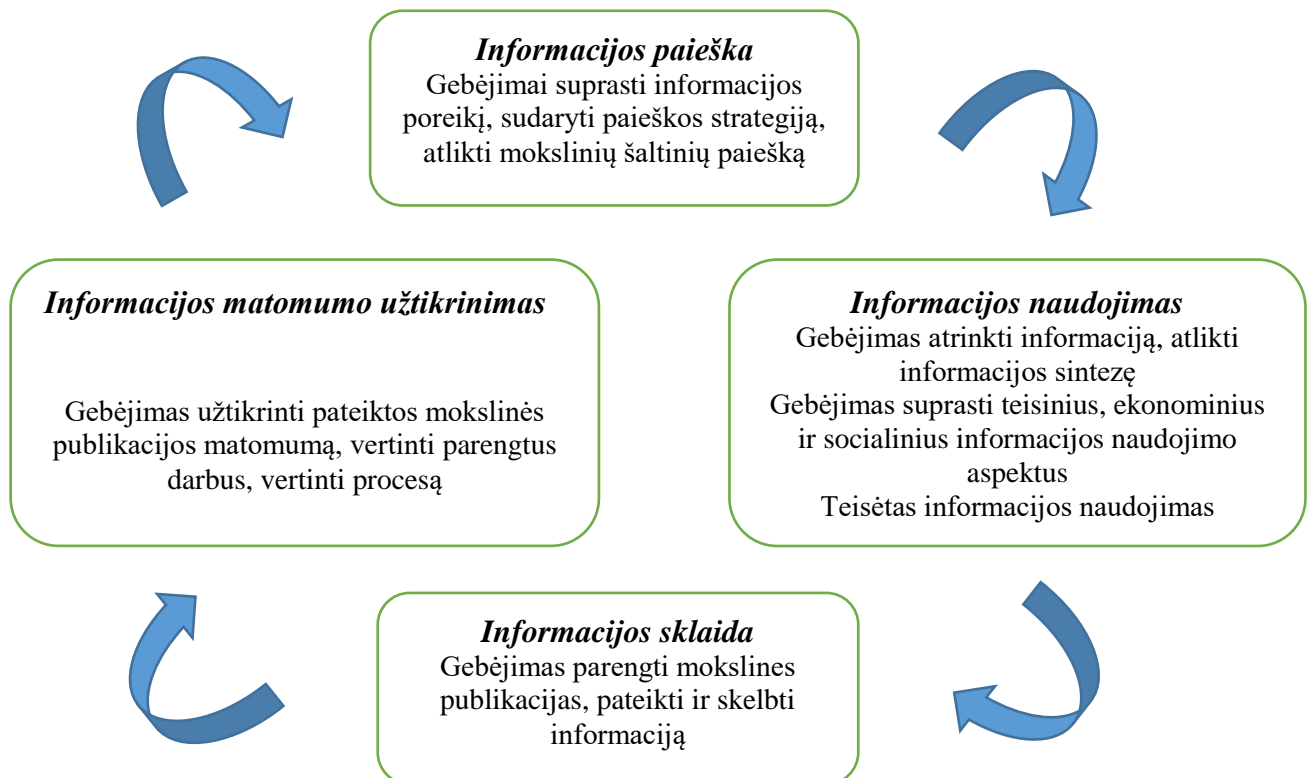 Informacijos paieška
Gebėjimai suprasti informacijos
poreikį, sudaryti paieškos strategiją,
atlikti mokslinių šaltinių paiešką
Informacijos matomumo užtikrinimas
Gebėjimas užtikrinti pateiktos mokslinės
publikacijos matomumą, vertinti parengtus
darbus, vertinti procesą
Informacijos naudojimas
Gebėjimas atrinkti informaciją, atlikti
informacijos sintezę
Gebėjimas suprasti teisinius, ekonominius
ir socialinius informacijos naudojimo
aspektus
Teisėtas informacijos naudojimas
Informacijos sklaida
Gebėjimas parengti mokslines
publikacijas, pateikti ir skelbti
informaciją